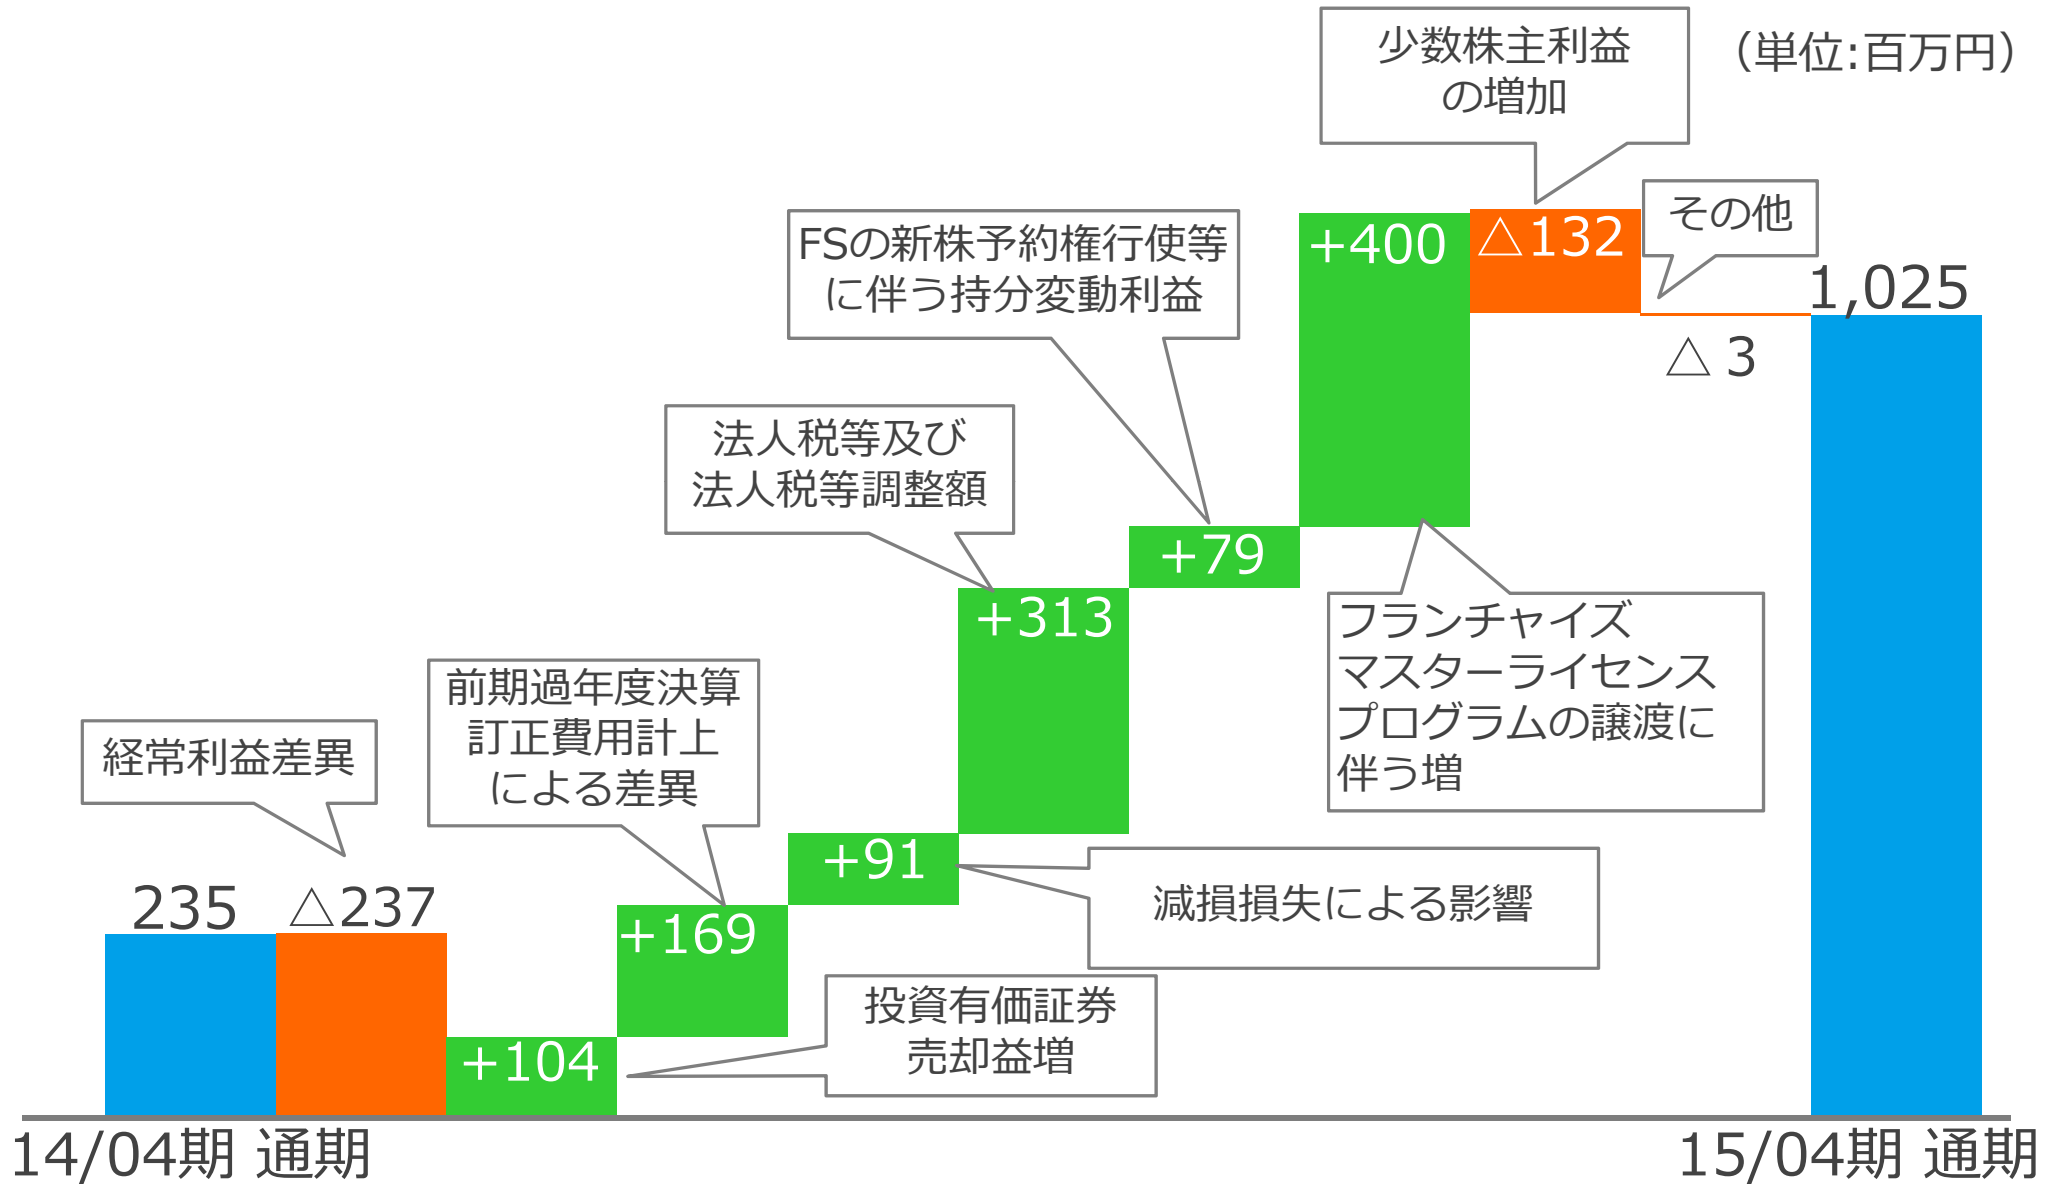 (単位:百万円)
少数株主利益
の増加
その他
FSの新株予約権行使等
に伴う持分変動利益
+400
△132
1,025
△ 3
法人税等及び
法人税等調整額
+79
+313
フランチャイズ
マスターライセンス
プログラムの譲渡に
伴う増
前期過年度決算
訂正費用計上
による差異
経常利益差異
+91
減損損失による影響
235
△237
+169
投資有価証券
売却益増
+104
14/04期 通期
15/04期 通期